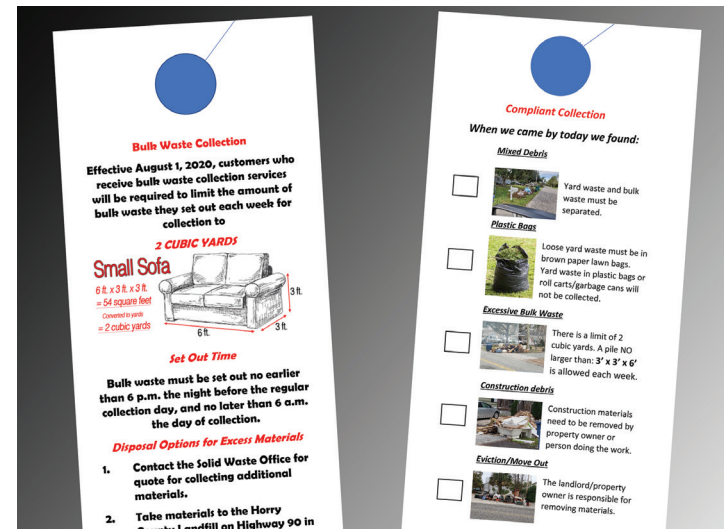 Bulk Waste Collection
Effective August 1, 2020, customers who
receive bulk waste collection services
will be required to limit the amount of
bulk waste they set out each week for
collection to
2 CUBIC YARDS
Small Sofa
6 ft. x 3 ft. x 3 ft.
= 54 square feet
Converted to yards
= 2 cubic yards
3 ft.
3 ft.
6 ft.
Set Out Time
Bulk waste must be set out no earlier
than 6 p.m. the night before the regular
collection day, and no later than 6 a.m.
the day of collection.
Disposal Options for Excess Materials
1. Contact the Solid Waste Office for
quote for collecting additional
materials.
2. Take materials to the Horry
County Landfill on Highway 90 in
Compliant Collection
When we came by today we found:
Mixed Debris
Yard waste and bulk
waste must be
separated.
Plastic Bags
Loose yard waste must be in
brown paper lawn bags.
Yard waste in plastic bags or
roll carts/garbage cans will
not be collected.
Excessive Bulk Waste
There is a limit of 2
cubic yards. A pile NO
larger than: 3' x 3' x 6'
is allowed each week.
Construction debris
Construction materials
need to be removed by
property owner or
person doing the work.
Eviction/Move Out
The landlord/property
owner is responsible for
removing materials.